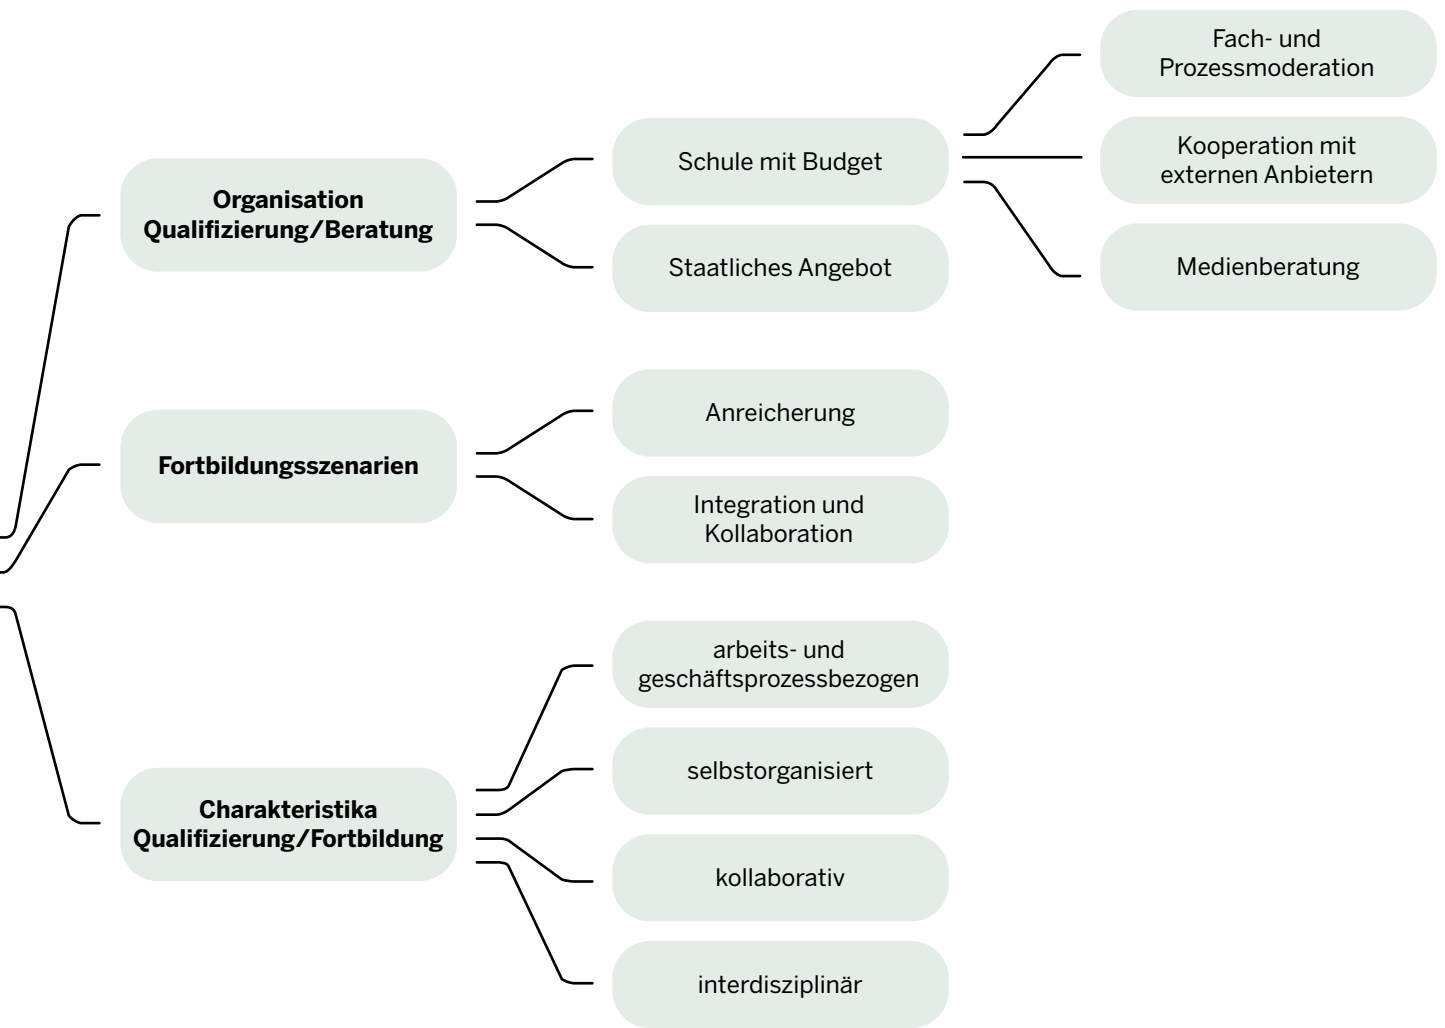 Organisation
Qualifizierung/Beratung
Schule mit Budget
Fach- und
Prozessmoderation
Kooperation mit
externen Anbietern
Medienberatung
Staatliches Angebot
Fortbildungsszenarien
Anreicherung
Integration und
Kollaboration
Charakteristika
Qualifizierung/Fortbildung
arbeits- und
geschäftsprozessbezogen
selbstorganisiert
kollaborativ
interdisziplinär